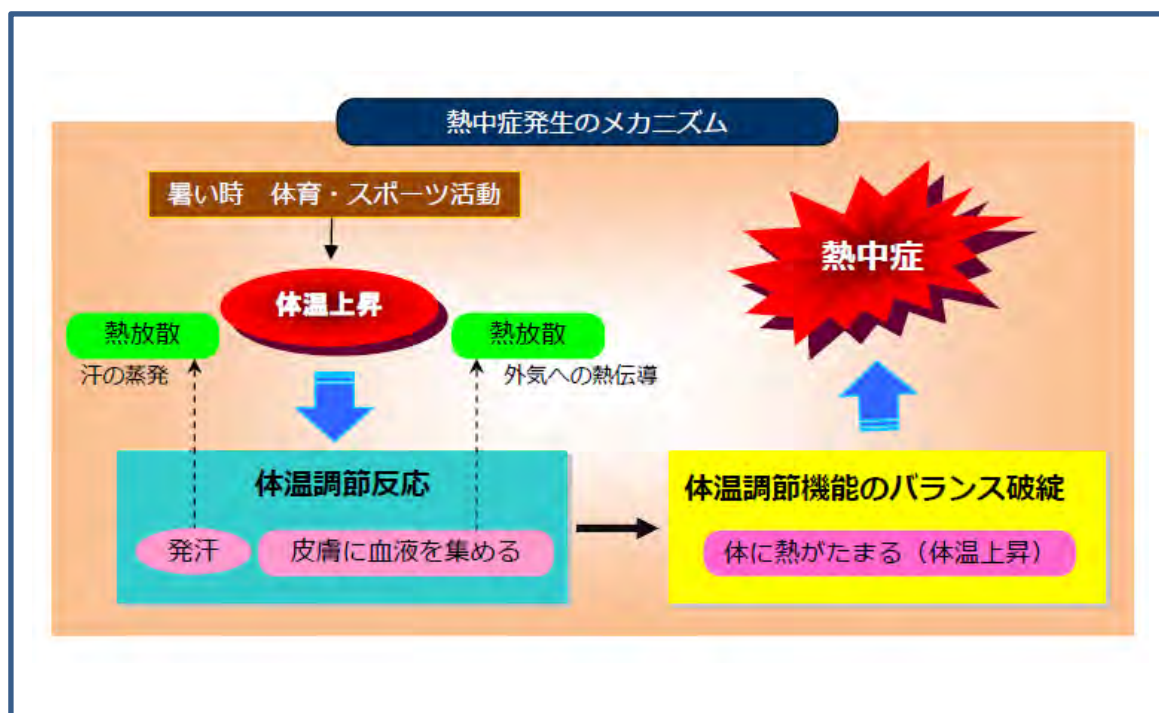 熱中症発生のメカニズム
暑い時　体育・スポーツ活動
体温上昇
熱放散
汗の蒸発
熱放散
外気への熱伝導
体温調節反応
発汗
皮膚に血液を集める
体温調節機能のバランス破綻
体に熱がたまる（体温上昇）
熱中症